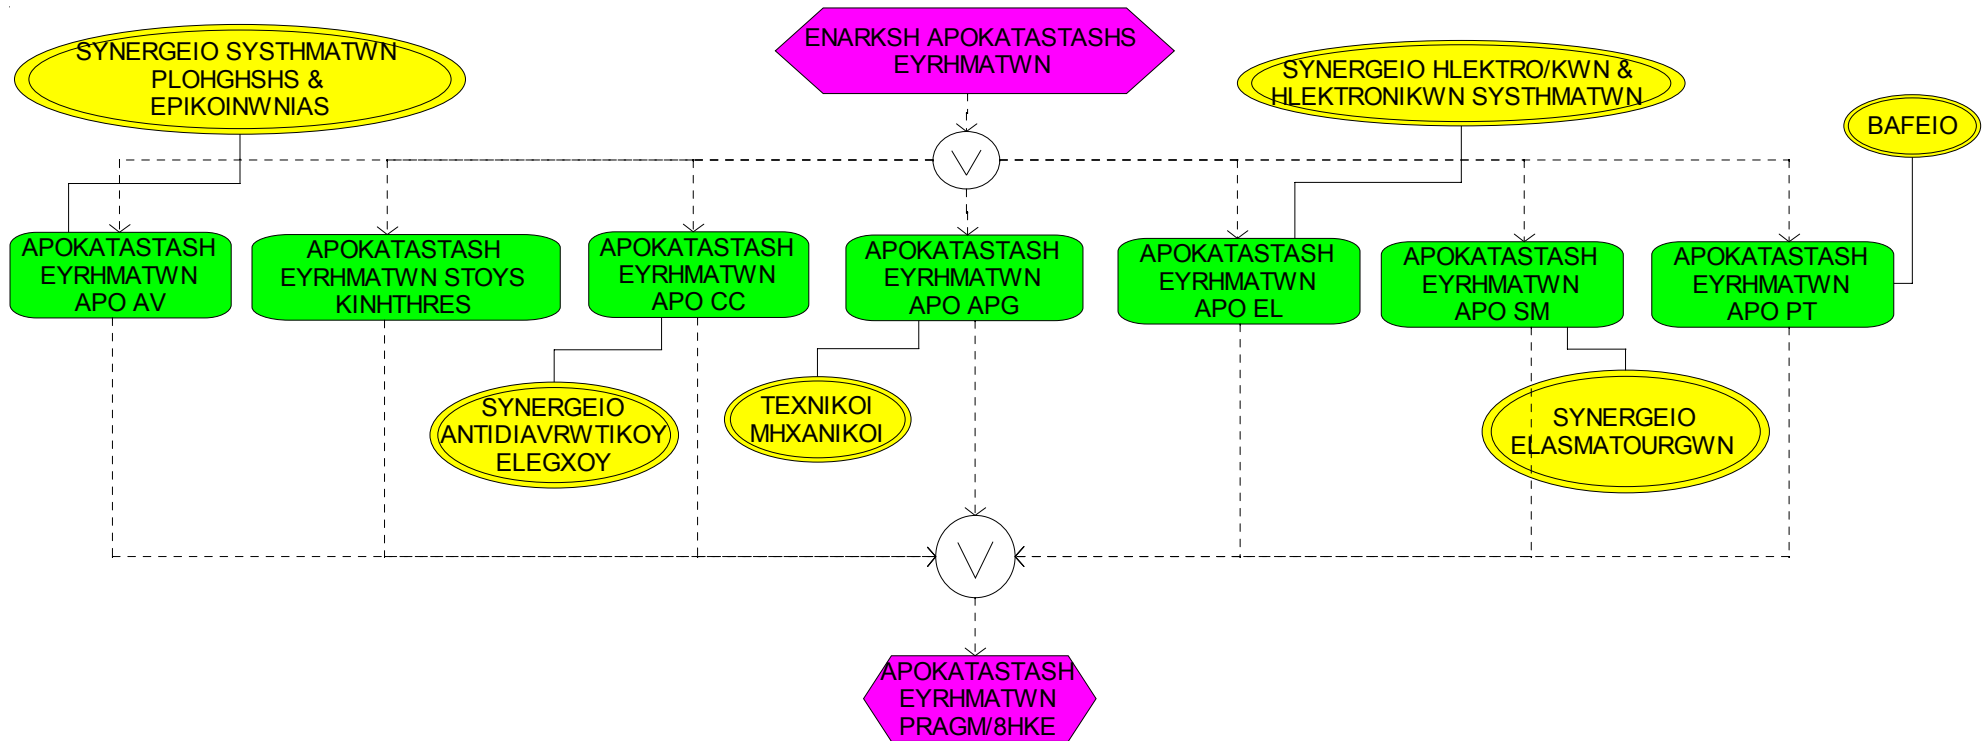 ENARKSH APOKATASTASHS
EYRHMATWN
SYNERGEIO SYSTHMATWN
PLOHGHSHS &
EPIKOINWNIAS
SYNERGEIO HLEKTRO/KWN &
HLEKTRONIKWN SYSTHMATWN
BAFEIO
APOKATASTASH
EYRHMATWN
APO AV
APOKATASTASH
EYRHMATWN STOYS
KINHTHRES
APOKATASTASH
EYRHMATWN
APO CC
APOKATASTASH
EYRHMATWN
APO APG
APOKATASTASH
EYRHMATWN
APO EL
APOKATASTASH
EYRHMATWN
APO SM
APOKATASTASH
EYRHMATWN
APO PT
SYNERGEIO
ANTIDIAVRWTIKOY
ELEGXOY
TEXNIKOI
MHXANIKOI
SYNERGEIO
ELASMATOURGWN
APOKATASTASH
EYRHMATWN
PRAGM/8HKE